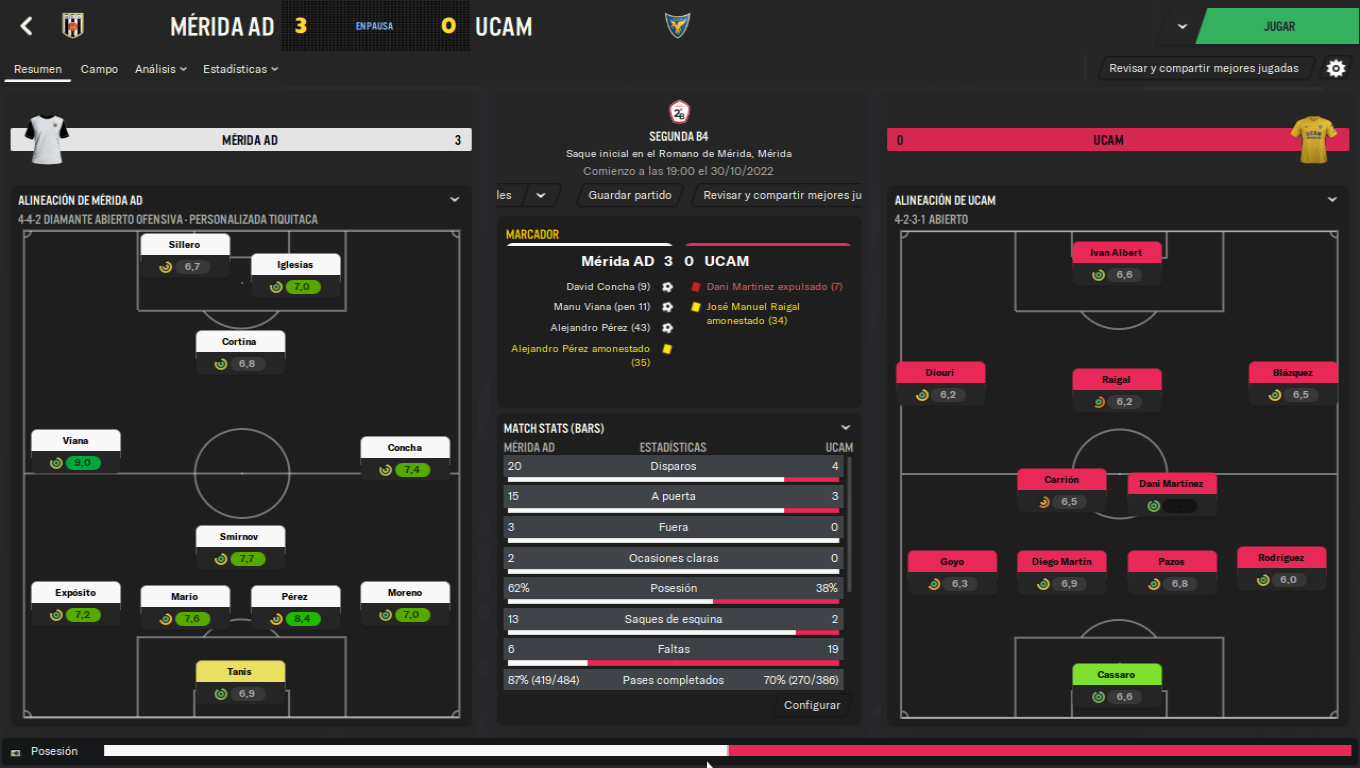 MÉRIDA AD 3 EN PAUSA 0 UCAM
JUGAR
Resumen Campo Análisis Estadísticas
Revisar y compartir mejores jugadas
MÉRIDA AD 3
ALINEACIÓN DE MÉRIDA AD
4-4-2 DIAMANTE ABIERTO OFENSIVA - PERSONALIZADA TIQUITACA
Sillero
6,7
Iglesias
7,0
Cortina
6,8
Viana
9,0
Concha
7,4
Smirnov
7,7
Expósito
7,2
Mario
7,6
Pérez
8,4
Moreno
7,0
Tanis
6,9
2ªB
SEGUNDA B4
Saque inicial en el Romano de Mérida, Mérida
Comienzo a las 19:00 el 30/10/2022
les
Guardar partido
Revisar y compartir mejores ju
MARCADOR
Mérida AD 3 0 UCAM
David Concha (9)
Manu Viana (pen 11)
Alejandro Pérez (43)
Alejandro Pérez amonestado
(35)
Dani Martínez expulsado (7)
José Manuel Raigal
amonestado (34)
MATCH STATS (BARS)
MÉRIDA AD ESTADÍSTICAS UCAM
20 Disparos 4
15 A puerta 3
3 Fuera 0
2 Ocasiones claras 0
62% Posesión 38%
13 Saques de esquina 2
6 Faltas 19
87% (419/484) Pases completados 70% (270/386)
Configurar
0 UCAM
ALINEACIÓN DE UCAM
4-2-3-1 ABIERTO
Ivan Albert
6,6
Diouri
6,2
Raigal
6,2
Blázquez
6,5
Carrión
6,5
Dani Martínez
-
Goyo
6,3
Diego Martín
6,9
Pazos
6,8
Rodríguez
6,0
Cassaro
6,6
Posesión